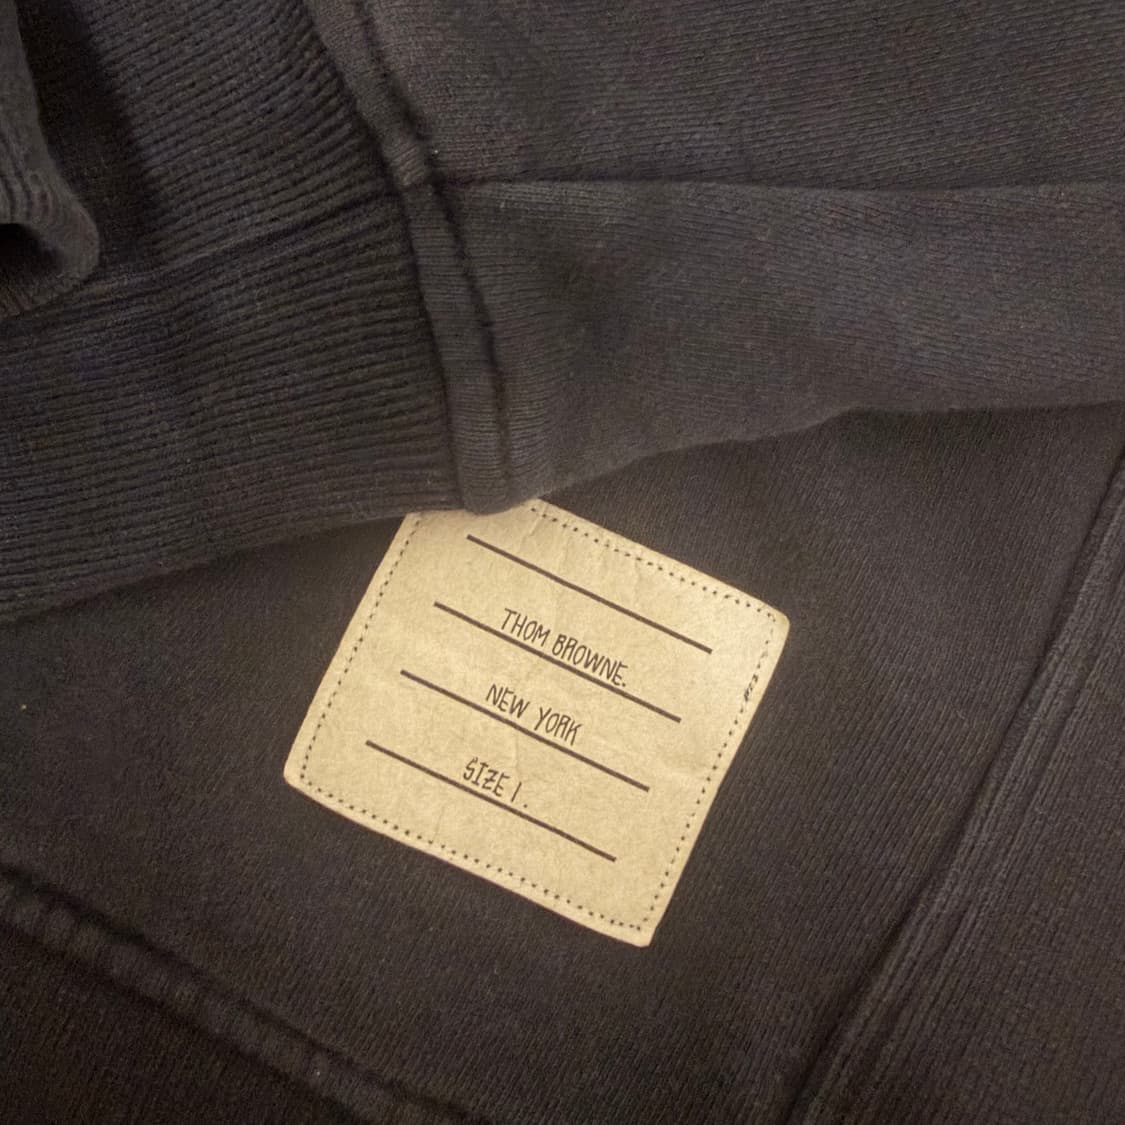 THOM BROWNE.
NEW YORK
SIZE 1.